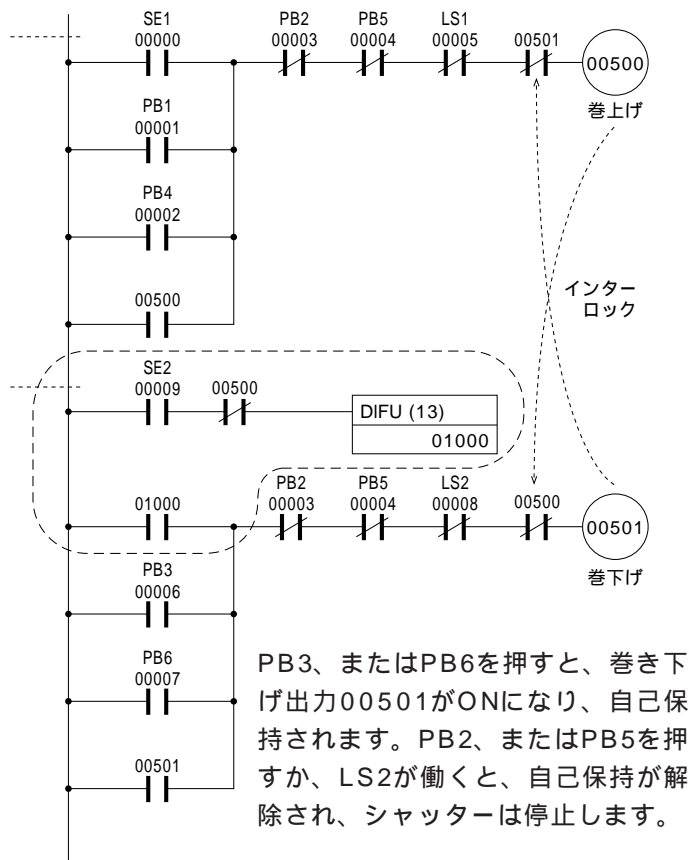 SE1 PB2 PB5 LS1
00000 00003 00004 00005 00501
00500
巻上げ
PB1
00001
PB4
00002
00500
インター
ロック
SE2
00009 00500
DIFU (13)
01000
PB2 PB5 LS2
01000 00003 00004 00008 00500
00501
巻下げ
PB3
00006
PB6
00007
00501
PB3、またはPB6を押すと、巻き下
げ出力00501がONになり、自己保
持されます。PB2、またはPB5を押
すか、LS2が働くと、自己保持が解
除され、シャッターは停止します。